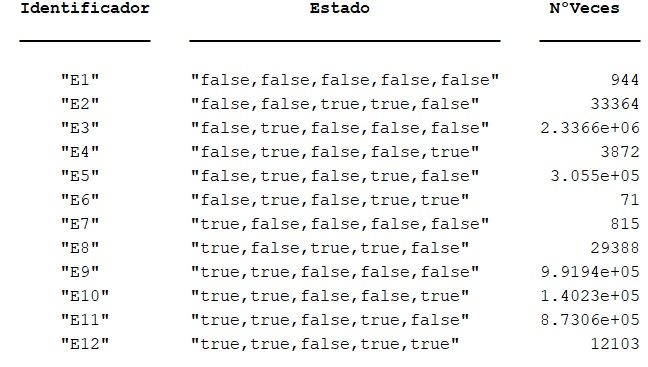 Identificador Estado N°Veces
"E1" "false,false,false,false,false" 944
"E2" "false,false,true,true,false" 33364
"E3" "false,true,false,false,false" 2.3366e+06
"E4" "false,true,false,false,true" 3872
"E5" "false,true,false,true,false" 3.055e+05
"E6" "false,true,false,true,true" 71
"E7" "true,false,false,false,false" 815
"E8" "true,false,true,true,false" 29388
"E9" "true,true,false,false,false" 9.9194e+05
"E10" "true,true,false,false,true" 1.4023e+05
"E11" "true,true,false,true,false" 8.7306e+05
"E12" "true,true,false,true,true" 12103